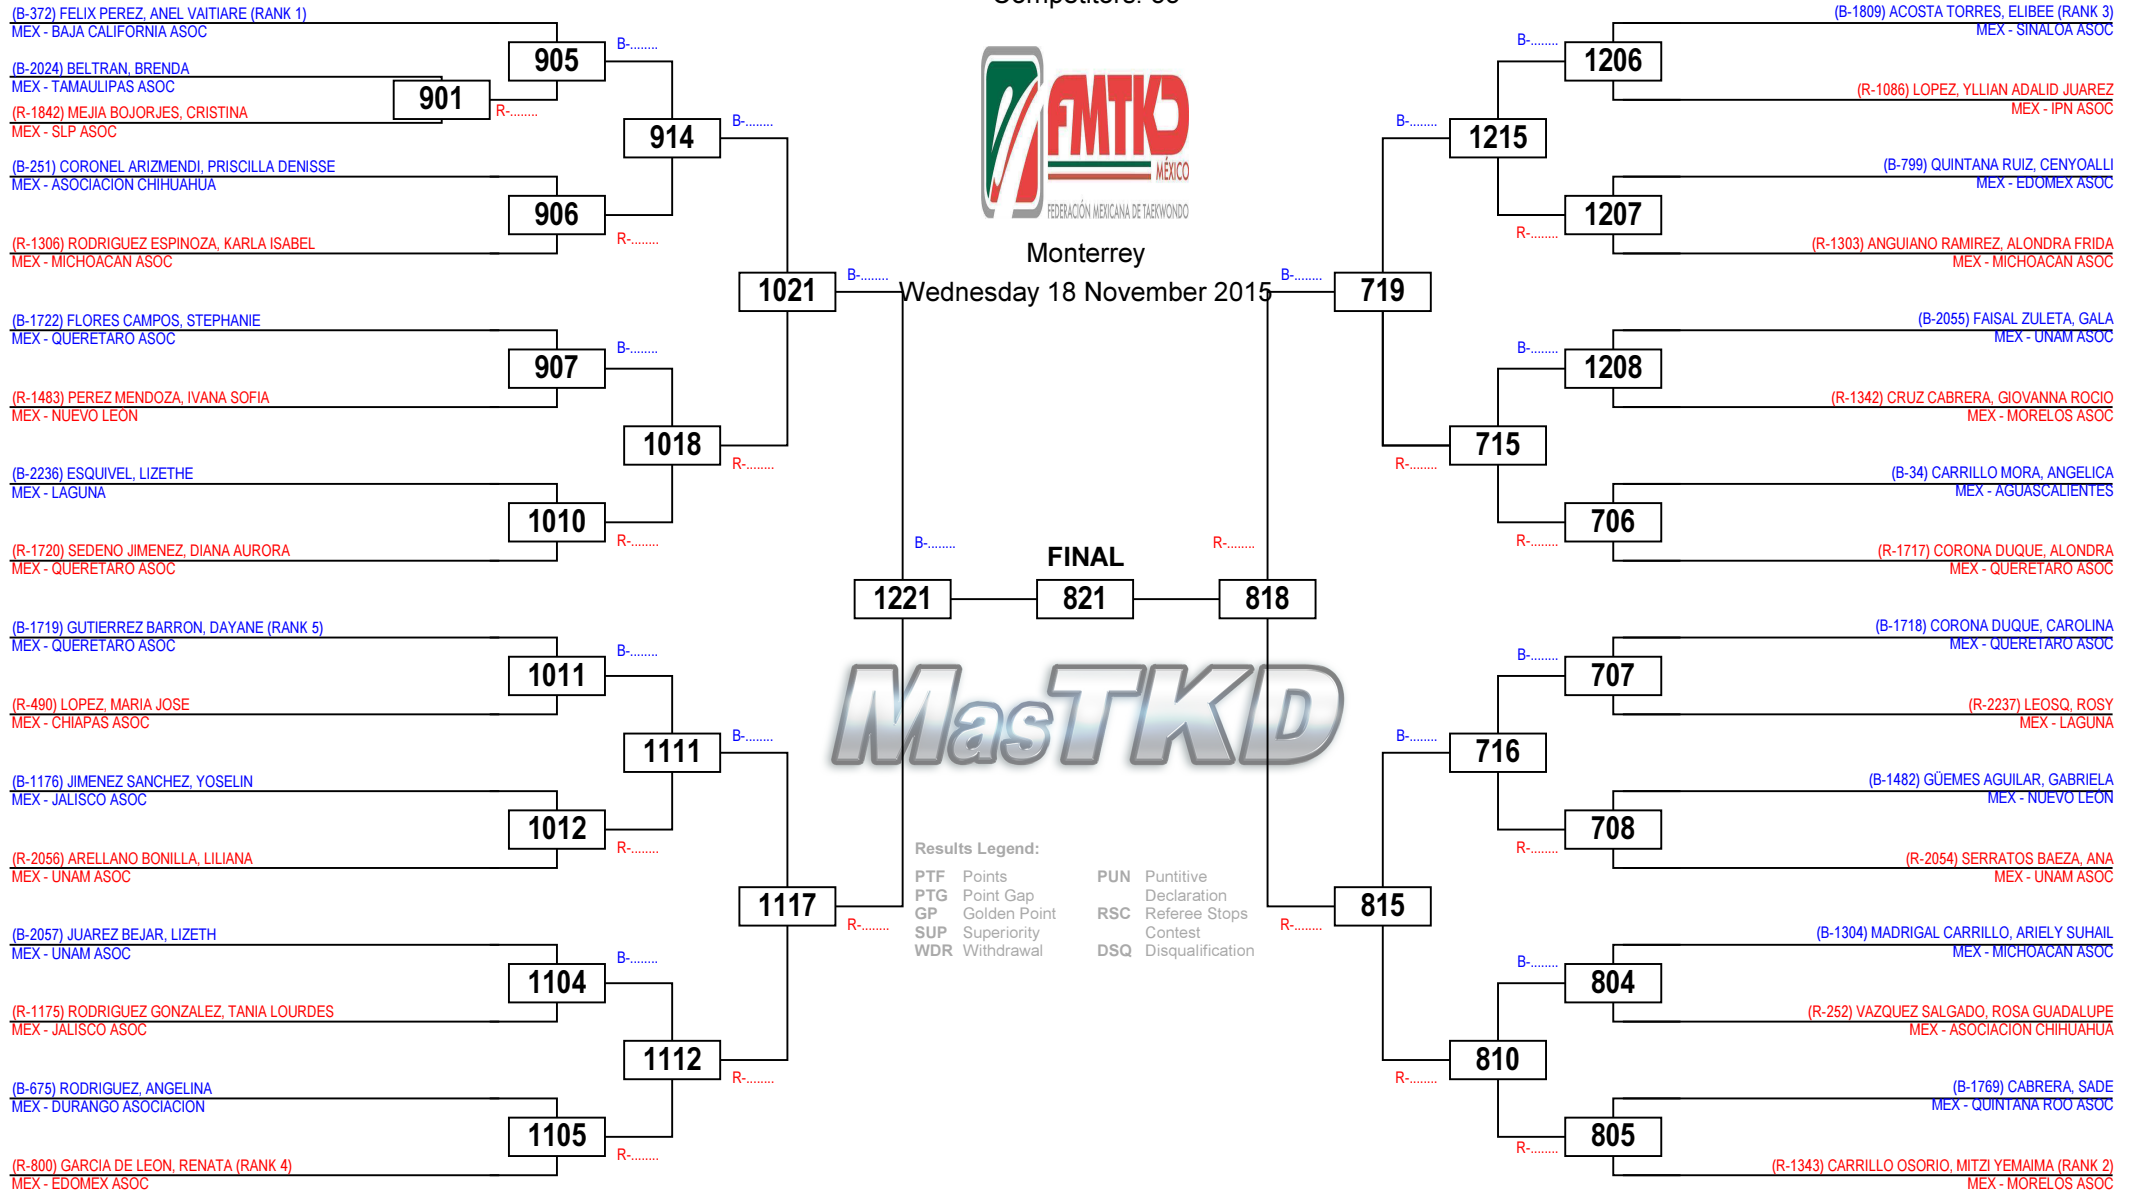 (B-372) FELIX PEREZ, ANEL VAITIARE (RANK 1)
MEX - BAJA CALIFORNIA ASOC
(B-2024) BELTRAN, BRENDA
MEX - TAMAULIPAS ASOC
(R-1842) MEJIA BOJORJES, CRISTINA
MEX - SLP ASOC
(B-251) CORONEL ARIZMENDI, PRISCILLA DENISSE
MEX - ASOCIACION CHIHUAHUA
(R-1306) RODRIGUEZ ESPINOZA, KARLA ISABEL
MEX - MICHOACAN ASOC
(B-1722) FLORES CAMPOS, STEPHANIE
MEX - QUERETARO ASOC
(R-1483) PEREZ MENDOZA, IVANA SOFIA
MEX - NUEVO LEÓN
(B-2236) ESQUIVEL, LIZETHE
MEX - LAGUNA
(R-1720) SEDENO JIMENEZ, DIANA AURORA
MEX - QUERETARO ASOC
(B-1719) GUTIERREZ BARRON, DAYANE (RANK 5)
MEX - QUERETARO ASOC
(R-490) LOPEZ, MARIA JOSE
MEX - CHIAPAS ASOC
(B-1176) JIMENEZ SANCHEZ, YOSELIN
MEX - JALISCO ASOC
(R-2056) ARELLANO BONILLA, LILIANA
MEX - UNAM ASOC
(B-2057) JUAREZ BEJAR, LIZETH
MEX - UNAM ASOC
(R-1175) RODRIGUEZ GONZALEZ, TANIA LOURDES
MEX - JALISCO ASOC
(B-675) RODRIGUEZ, ANGELINA
MEX - DURANGO ASOCIACION
(R-800) GARCIA DE LEON, RENATA (RANK 4)
MEX - EDOMEX ASOC
901
R-........
905
B-........
906
R-........
907
B-........
1010
R-........
1011
B-........
1012
R-........
1104
B-........
1105
R-........
914
B-........
1018
R-........
1111
B-........
1112
R-........
1021
B-........
1117
R-........
FMTKD
MÉXICO
FEDERACIÓN MEXICANA DE TAEKWONDO
Monterrey
Wednesday 18 November 2015
B-........
R-........
FINAL
1221
821
818
MasTKD
Results Legend:
PTF Points
PTG Point Gap
GP Golden Point
SUP Superiority
WDR Withdrawal
PUN Puntitive
Declaration
RSC Referee Stops
Contest
DSQ Disqualification
B-........
719
R-........
815
B-........
1215
R-........
715
B-........
716
R-........
810
B-........
1206
R-........
1207
B-........
1208
R-........
706
B-........
707
R-........
708
B-........
804
R-........
805
(B-1809) ACOSTA TORRES, ELIBEE (RANK 3)
MEX - SINALOA ASOC
(R-1086) LOPEZ, YLLIAN ADALID JUAREZ
MEX - IPN ASOC
(B-799) QUINTANA RUIZ, CENYOALLI
MEX - EDOMEX ASOC
(R-1303) ANGUIANO RAMIREZ, ALONDRA FRIDA
MEX - MICHOACAN ASOC
(B-2055) FAISAL ZULETA, GALA
MEX - UNAM ASOC
(R-1342) CRUZ CABRERA, GIOVANNA ROCIO
MEX - MORELOS ASOC
(B-34) CARRILLO MORA, ANGELICA
MEX - AGUASCALIENTES
(R-1717) CORONA DUQUE, ALONDRA
MEX - QUERETARO ASOC
(B-1718) CORONA DUQUE, CAROLINA
MEX - QUERETARO ASOC
(R-2237) LEOSQ, ROSY
MEX - LAGUNA
(B-1482) GÜEMES AGUILAR, GABRIELA
MEX - NUEVO LEÓN
(R-2054) SERRATOS BAEZA, ANA
MEX - UNAM ASOC
(B-1304) MADRIGAL CARRILLO, ARIELY SUHAIL
MEX - MICHOACAN ASOC
(R-252) VAZQUEZ SALGADO, ROSA GUADALUPE
MEX - ASOCIACION CHIHUAHUA
(B-1769) CABRERA, SADE
MEX - QUINTANA ROO ASOC
(R-1343) CARRILLO OSORIO, MITZI YEMAIMA (RANK 2)
MEX - MORELOS ASOC